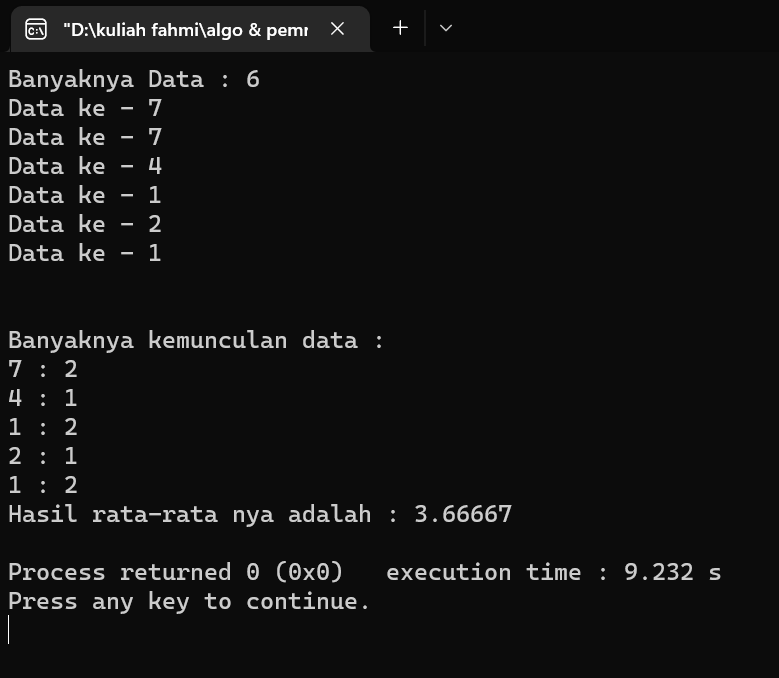 "D:\kuliah fahmi\algo & pemr
Banyaknya Data : 6
Data ke - 7
Data ke - 7
Data ke - 4
Data ke - 1
Data ke - 2
Data ke - 1
Banyaknya kemunculan data :
7 : 2
4 : 1
1 : 2
2 : 1
1 : 2
Hasil rata-rata nya adalah : 3.66667
Process returned 0 (0x0)   execution time : 9.232 s
Press any key to continue.